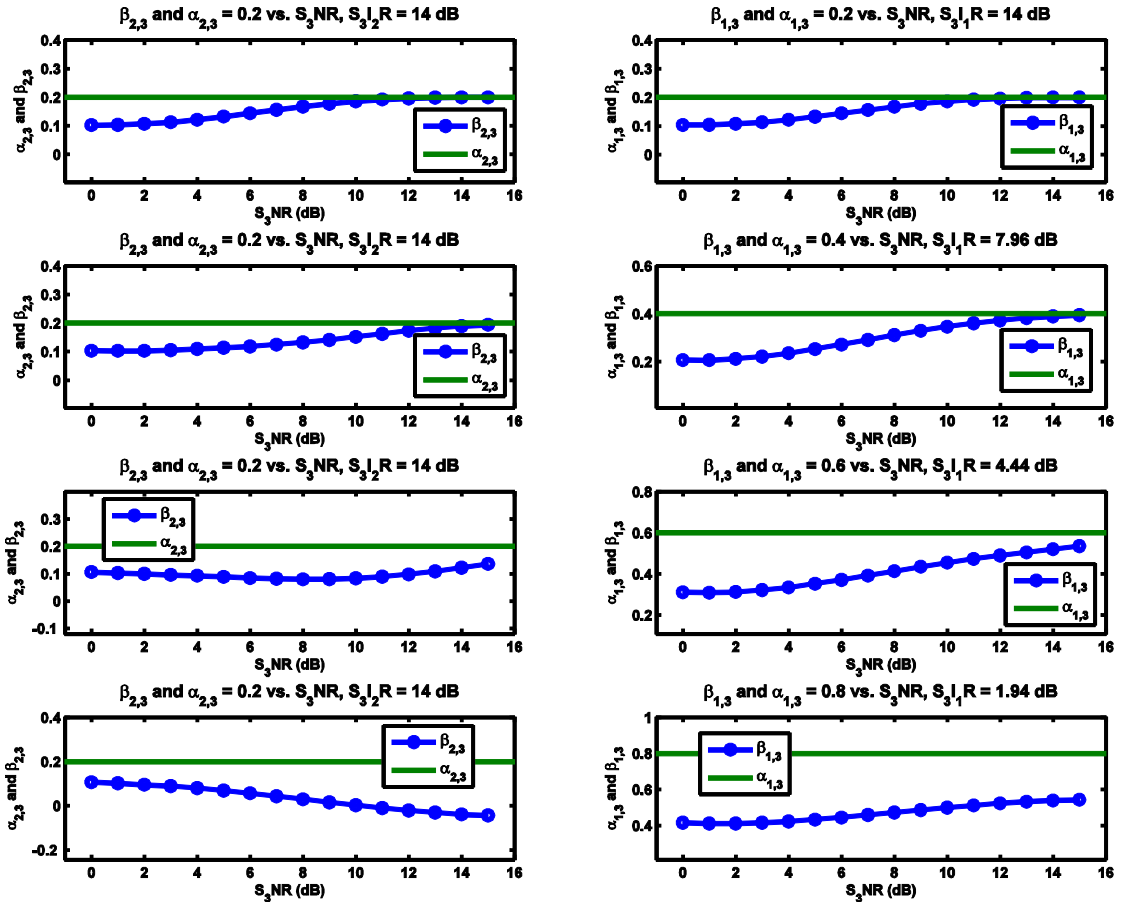 β2,3 and α2,3 = 0.2 vs. S3NR, S3I2R = 14 dB
α2,3 and β2,3
0.4
0.3
0.2
0.1
0
β2,3
α2,3
0 2 4 6 8 10 12 14 16
S3NR (dB)
β1,3 and α1,3 = 0.2 vs. S3NR, S3I1R = 14 dB
α1,3 and β1,3
0.4
0.3
0.2
0.1
0
β1,3
α1,3
0 2 4 6 8 10 12 14 16
S3NR (dB)
β2,3 and α2,3 = 0.2 vs. S3NR, S3I2R = 14 dB
α2,3 and β2,3
0.4
0.3
0.2
0.1
0
β2,3
α2,3
0 2 4 6 8 10 12 14 16
S3NR (dB)
β1,3 and α1,3 = 0.4 vs. S3NR, S3I1R = 7.96 dB
α1,3 and β1,3
0.6
0.4
0.2
β1,3
α1,3
0 2 4 6 8 10 12 14 16
S3NR (dB)
β2,3 and α2,3 = 0.2 vs. S3NR, S3I2R = 14 dB
α2,3 and β2,3
0.3
0.2
0.1
0
-0.1
β2,3
α2,3
0 2 4 6 8 10 12 14 16
S3NR (dB)
β1,3 and α1,3 = 0.6 vs. S3NR, S3I1R = 4.44 dB
α1,3 and β1,3
0.8
0.6
0.4
0.2
β1,3
α1,3
0 2 4 6 8 10 12 14 16
S3NR (dB)
β2,3 and α2,3 = 0.2 vs. S3NR, S3I2R = 14 dB
α2,3 and β2,3
0.4
0.2
0
-0.2
β2,3
α2,3
0 2 4 6 8 10 12 14 16
S3NR (dB)
β1,3 and α1,3 = 0.8 vs. S3NR, S3I1R = 1.94 dB
α1,3 and β1,3
1
0.8
0.6
0.4
β1,3
α1,3
0 2 4 6 8 10 12 14 16
S3NR (dB)